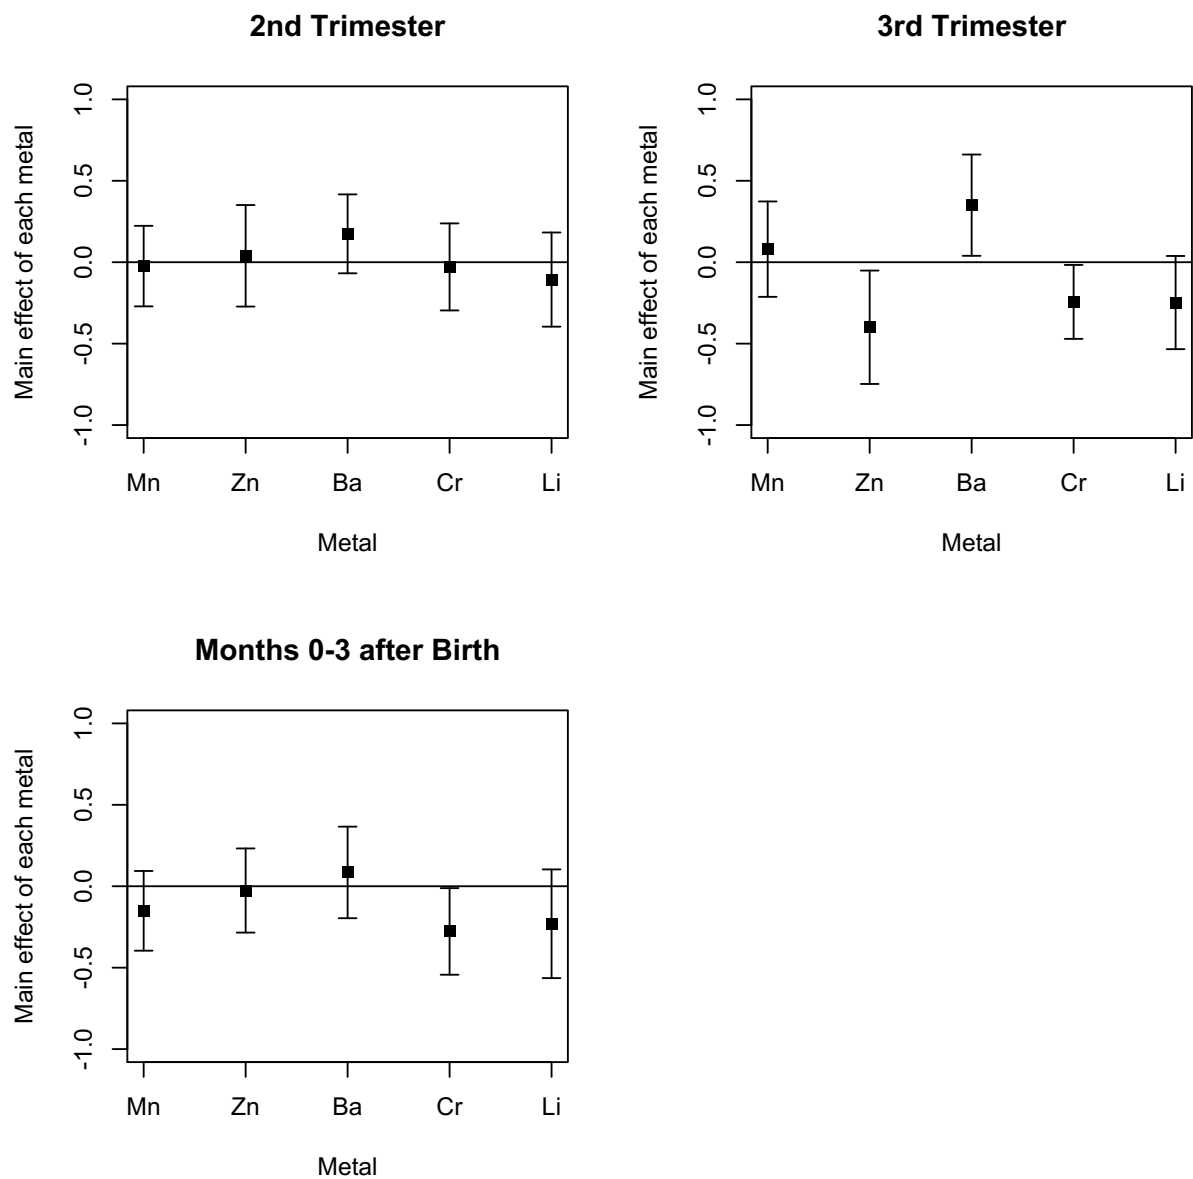 2nd Trimester
Main effect of each metal
1.0
0.5
0.0
-0.5
-1.0
Mn Zn Ba Cr Li
Metal
3rd Trimester
Main effect of each metal
1.0
0.5
0.0
-0.5
-1.0
Mn Zn Ba Cr Li
Metal
Months 0-3 after Birth
Main effect of each metal
1.0
0.5
0.0
-0.5
-1.0
Mn Zn Ba Cr Li
Metal